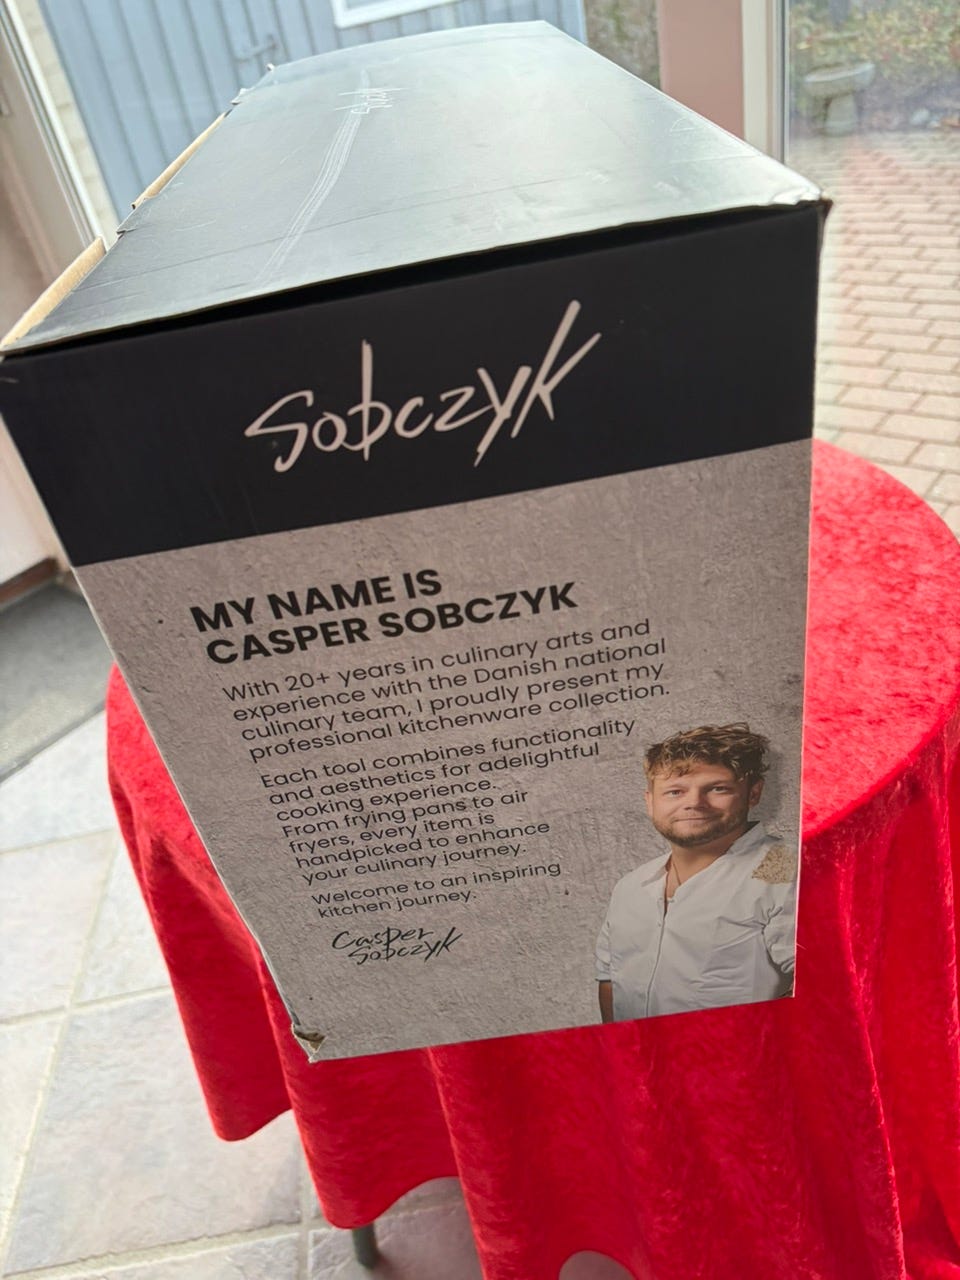 Sobczyk
MY NAME IS
CASPER SOBCZYK
With 20+ years in culinary arts and
experience with the Danish national
culinary team, I proudly present my
professional kitchenware collection.
Each tool combines functionality
and aesthetics for adelightful
cooking experience.
From frying pans to air
fryers, every item is
handpicked to enhance
your culinary journey.
Welcome to an inspiring
kitchen journey.
Casper
Sobczyk